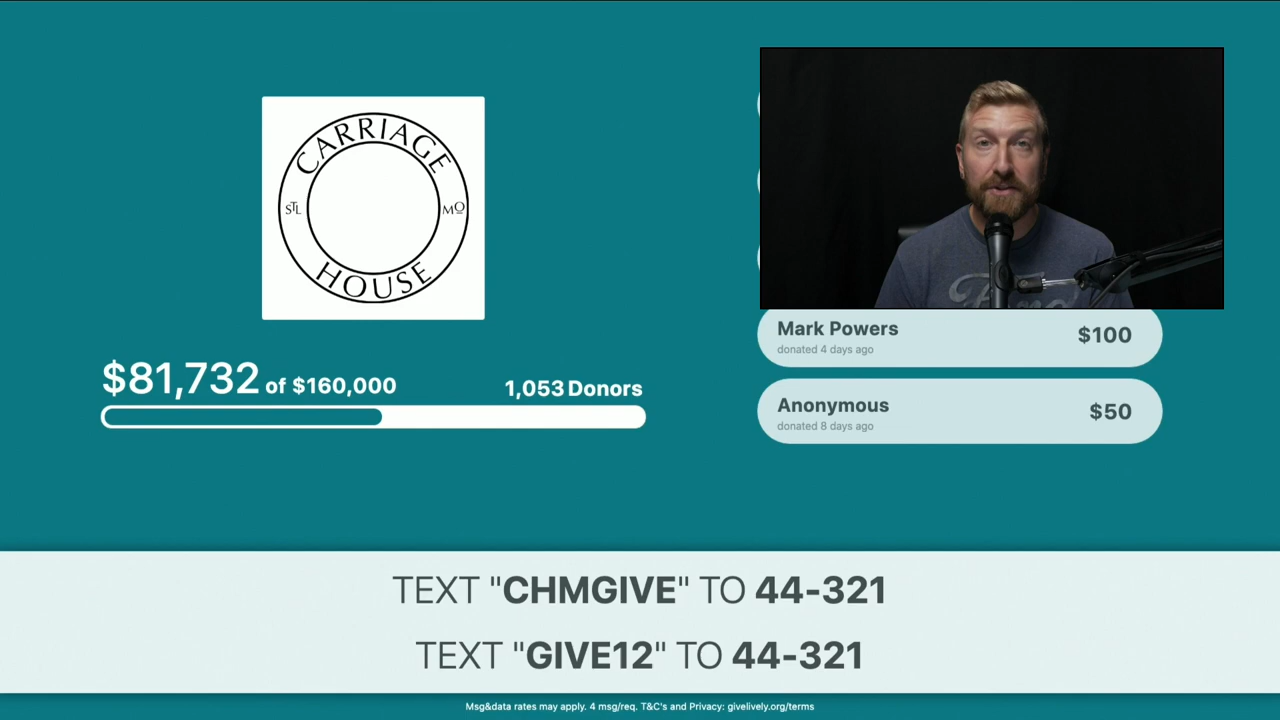 CARRIAGE
STL
MO
HOUSE
$81,732 of $160,000
1,053 Donors
Mark Powers
$100
donated 4 days ago
Anonymous
$50
donated 8 days ago
TEXT "CHMGIVE" TO 44-321
TEXT "GIVE12" TO 44-321
Msg&data rates may apply. 4 msg/req. T&C's and Privacy: givelively.org/terms